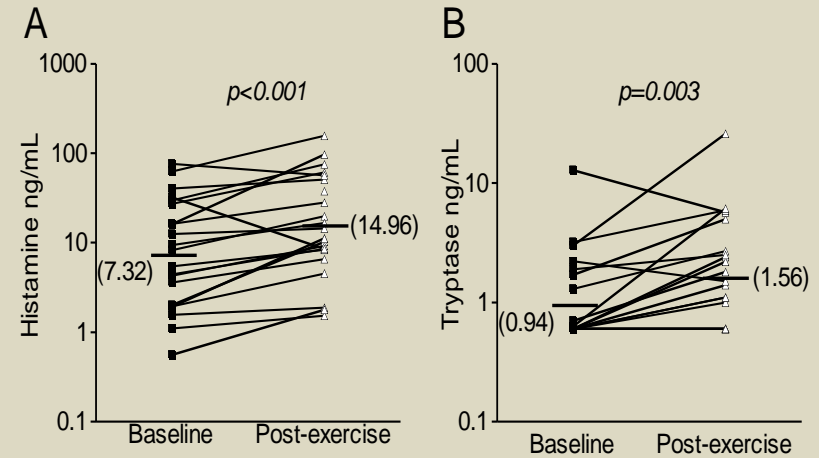 A
Histamine ng/mL
1000
100
10
1
0.1
p<0.001
(7.32)
(14.96)
Baseline
Post-exercise
B
Tryptase ng/mL
100
10
1
0.1
p=0.003
(0.94)
(1.56)
Baseline
Post-exercise